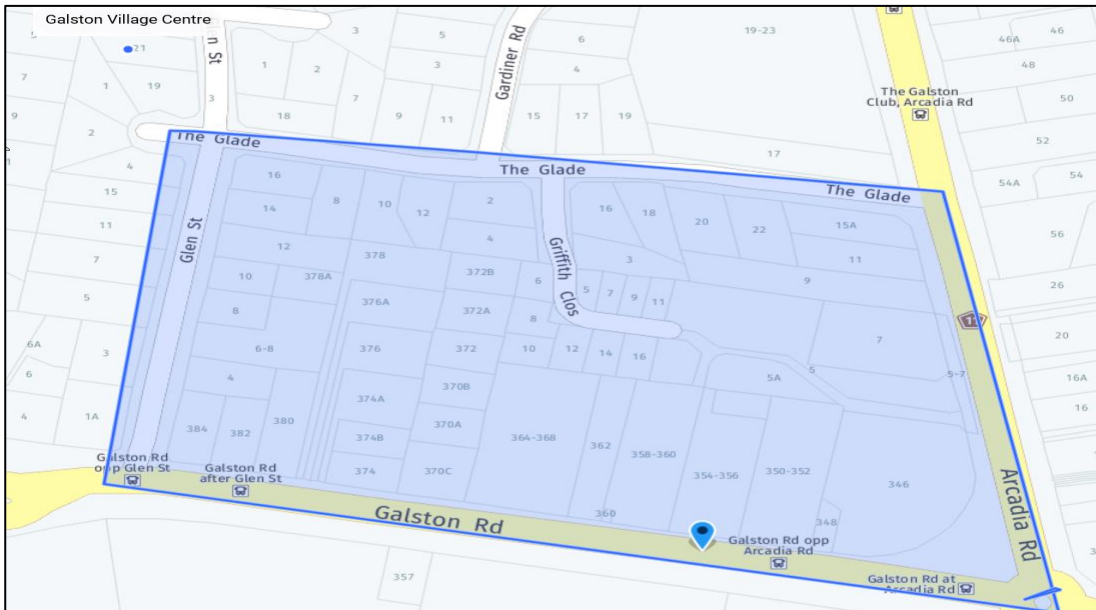 Galston Village Centre
Glen St
Gardiner Rd
21
7
1
19
9
2
3
1
2
3
7
18
9
11
5
3
6
4
15
17
19
19-23
46A
46
48
50
52
54A
54
56
26
20
16A
16
The Galston
Club, Arcadia Rd
17
The Glade
The Glade
The Glade
4
15
11
7
5
3
6A
6
4
1A
Glen St
16
14
8
10
12
2
4
12
378
10
378A
8
376A
6-8
376
4
374A
384
382
380
374B
374
372B
372A
372
370B
370A
370C
6
8
10
Griffith Clos
16
18
20
22
15A
11
3
9
5
7
9
11
12
14
16
7
5
5A
5-7
364-368
362
358-360
360
354-356
350-352
348
346
Galston Rd
opp Glen St
Galston Rd
after Glen St
Galston Rd
Galston Rd opp
Arcadia Rd
Galston Rd at
Arcadia Rd
Arcadia Rd
357